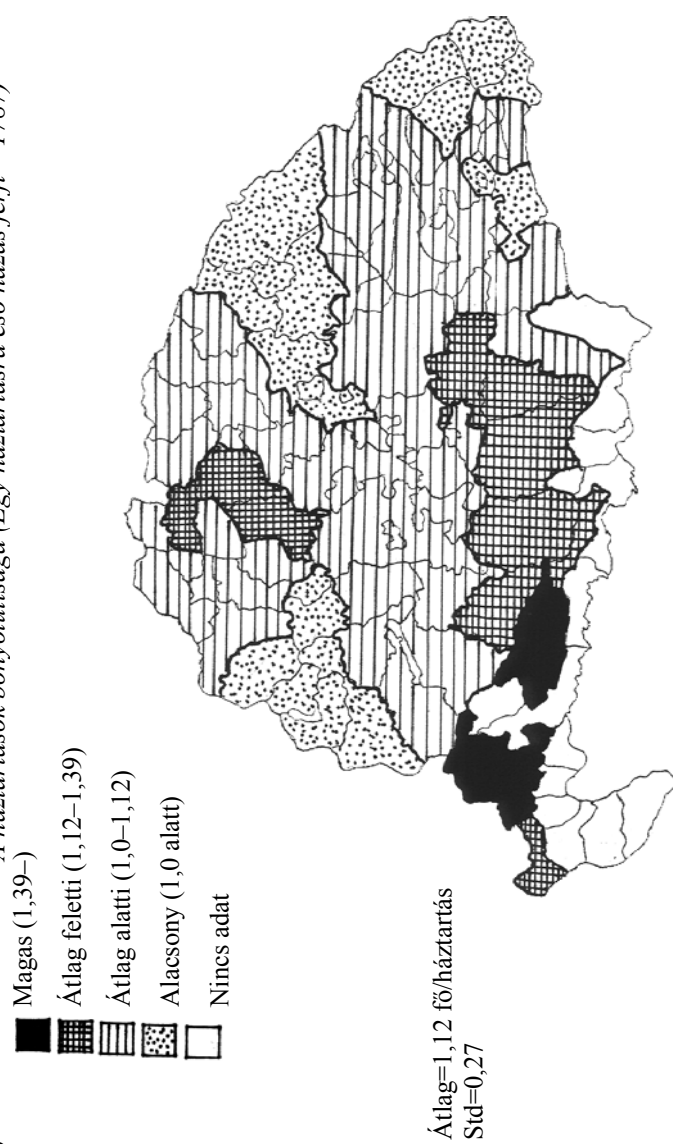 A háztartások bonyolultsága (Egy háztartásra eső házas férfi – 1787)
Magas (1,39–)
Átlag feletti (1,12–1,39)
Átlag alatti (1,0–1,12)
Alacsony (1,0 alatt)
Nincs adat
Átlag=1,12 fő/háztartás
Std=0,27